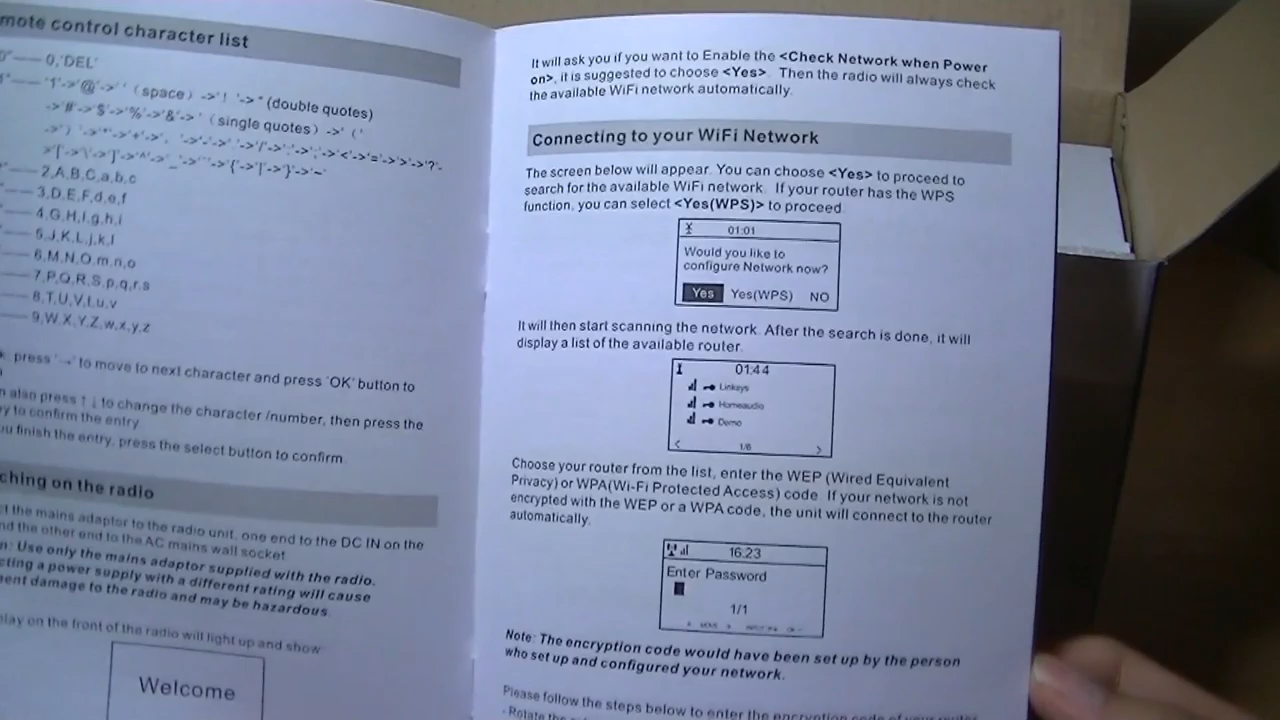 mote control character list
0"—— 0,'DEL'
'1'->'@'->' ' (space) ->'! '->" (double quotes)
->'#'->'$'->'%'->'&'->' ' (single quotes) ->' ('
2,A,B,C,a,b,c
3,D,E,F,d,e,f
4,G,H,I,g,h,i
5,J,K,L,j,k,l
6,M,N,O,m,n,o
7,P,Q,R,S,p,q,r,s
8,T,U,V,t,u,v
9,W,X,Y,Z,w,x,y,z
press '→' to move to next character and press 'OK' button to
also press ↑ ↓ to change the character /number, then press the
to confirm the entry
you finish the entry, press the select button to confirm.
ching on the radio
the mains adaptor to the radio unit, one end to the DC IN on the
and the other end to the AC mains wall socket.
Use only the mains adaptor supplied with the radio.
cting a power supply with a different rating will cause
damage to the radio and may be hazardous.
play on the front of the radio will light up and show
Welcome
It will ask you if you want to Enable the <Check Network when Power
on>, it is suggested to choose <Yes>. Then the radio will always check
the available WiFi network automatically.
Connecting to your WiFi Network
The screen below will appear. You can choose <Yes> to proceed to
search for the available WiFi network. If your router has the WPS
function, you can select <Yes(WPS)> to proceed
01:01
Would you like to
configure Network now?
Yes Yes(WPS) NO
It will then start scanning the network. After the search is done, it will
display a list of the available router.
01:44
Linksys
Homeaudio
Demo
< 1/8 >
Choose your router from the list, enter the WEP (Wired Equivalent
Privacy) or WPA(Wi-Fi Protected Access) code. If your network is not
encrypted with the WEP or a WPA code, the unit will connect to the router
automatically.
16:23
Enter Password
1/1
Note: The encryption code would have been set up by the person
who set up and configured your network.
Please follow the steps below to enter the encryption code of your router
- Rotate the